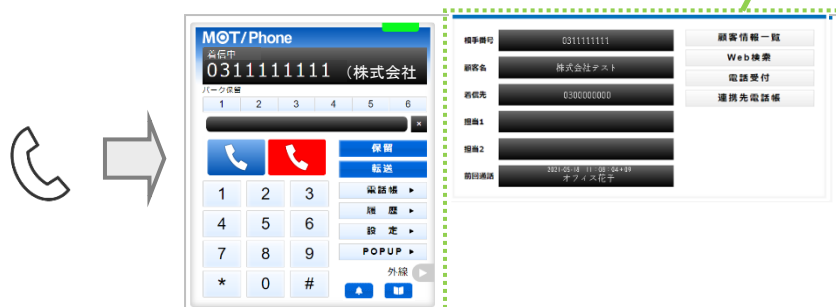 MOT/Phone
着信中
0311111111 （株式会社
パーク保留
1 2 3 4 5 6
×
保留
転送
1 2 3
電話帳 ▶
履 歴 ▶
4 5 6
設 定 ▶
7 8 9
POPUP ▶
外線
* 0 #
相手番号 0311111111
顧客名 株式会社テスト
着信先 0300000000
担当1
担当2
前回通話 2021-05-18 11:08:04+09
オフィス花子
顧客情報一覧
Web検索
電話受付
連携先電話帳